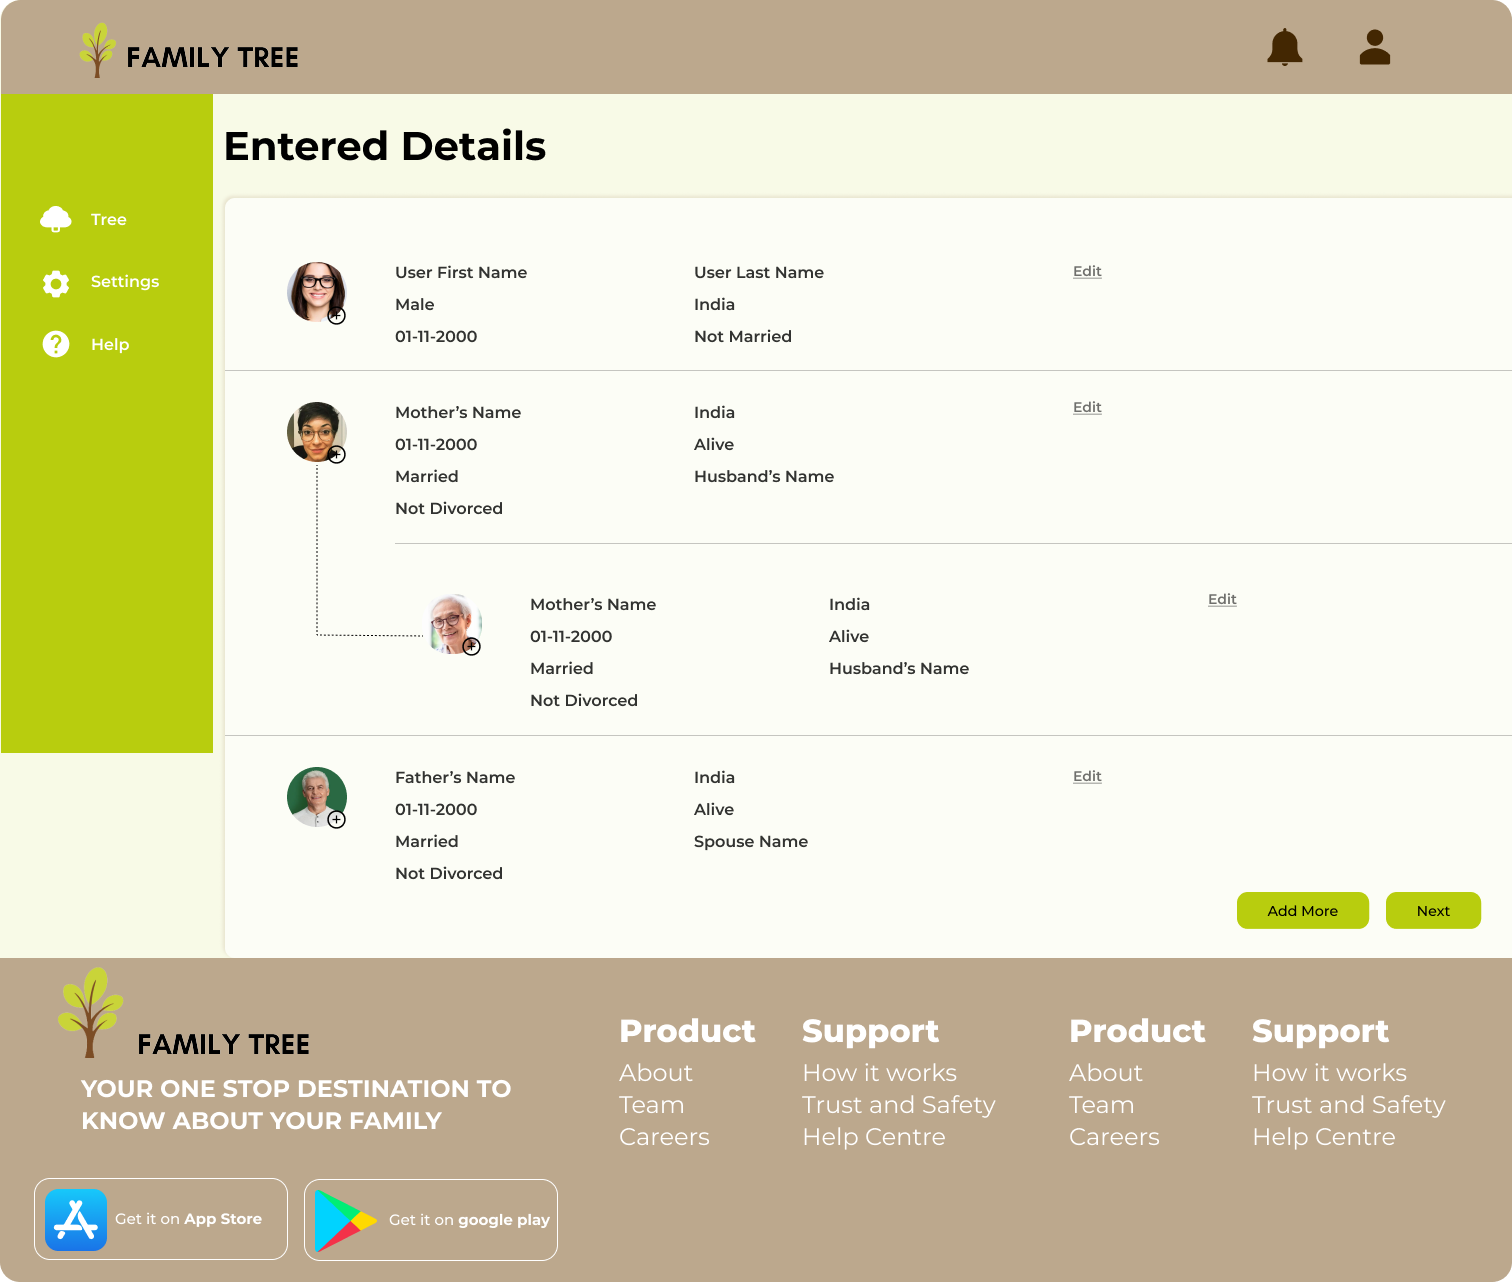 FAMILY TREE
Entered Details
Tree
Settings
Help
User First Name
User Last Name
Edit
Male
India
01-11-2000
Not Married
Mother’s Name
India
Edit
01-11-2000
Alive
Married
Husband’s Name
Not Divorced
Mother’s Name
India
Edit
01-11-2000
Alive
Married
Husband’s Name
Not Divorced
Father’s Name
India
Edit
01-11-2000
Alive
Married
Spouse Name
Not Divorced
Add More
Next
FAMILY TREE
YOUR ONE STOP DESTINATION TO
KNOW ABOUT YOUR FAMILY
Get it on App Store
Get it on google play
Product
About
Team
Careers
Support
How it works
Trust and Safety
Help Centre
Product
About
Team
Careers
Support
How it works
Trust and Safety
Help Centre